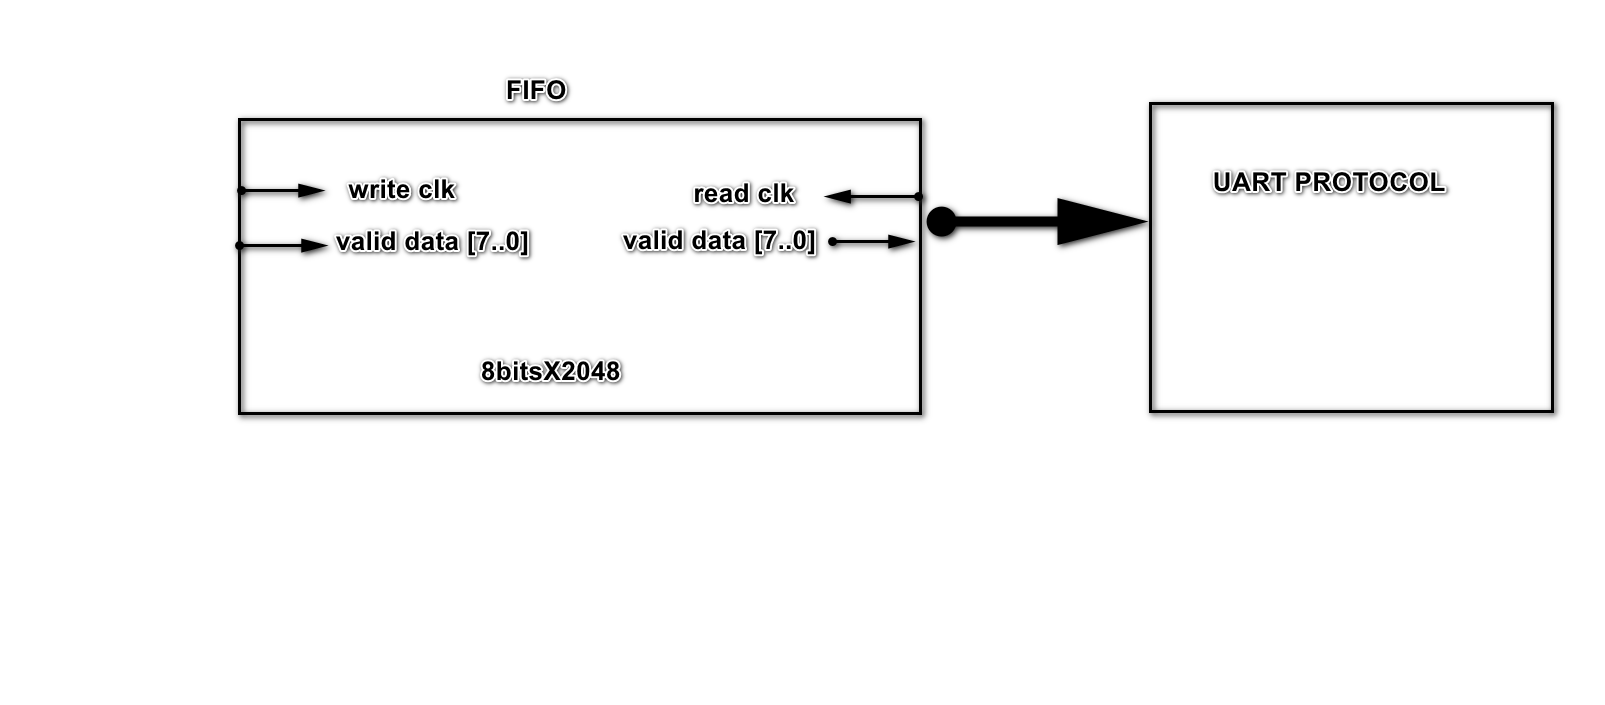 FIFO
UART PROTOCOL
write clk
read clk
valid data [7..0]
valid data [7..0]
8bitsX2048